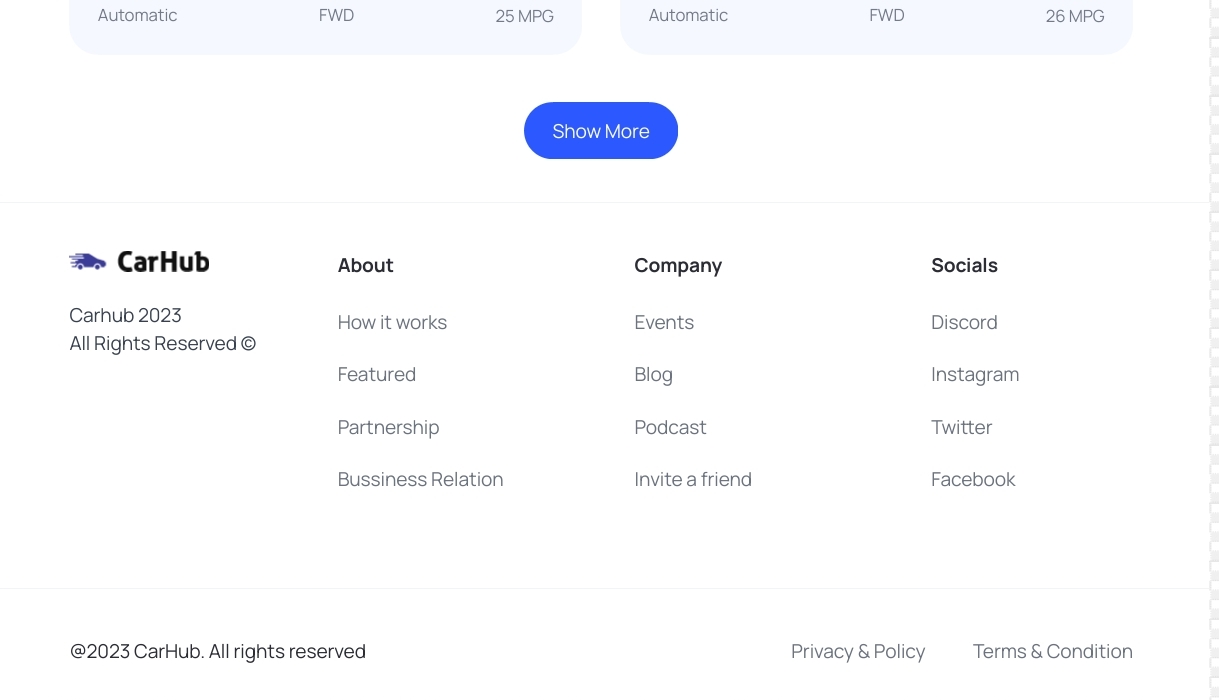 Automatic FWD 25 MPG Automatic FWD 26 MPG
Show More
CarHub
Carhub 2023
All Rights Reserved ©
About
How it works
Featured
Partnership
Bussiness Relation
Company
Events
Blog
Podcast
Invite a friend
Socials
Discord
Instagram
Twitter
Facebook
@2023 CarHub. All rights reserved
Privacy & Policy Terms & Condition